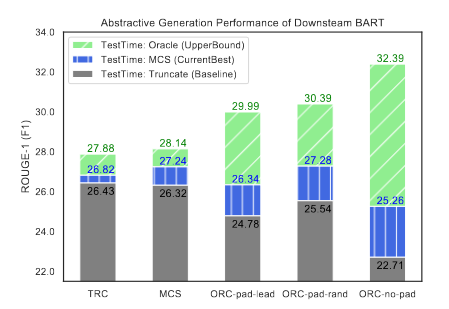 Abstractive Generation Performance of Downsteam BART
34.0
32.0
30.0
28.0
26.0
24.0
22.0
ROUGE-1 (F1)
TestTime: Oracle (UpperBound)
TestTime: MCS (CurrentBest)
TestTime: Truncate (Baseline)
27.88
26.82
26.43
28.14
27.24
26.32
29.99
26.34
24.78
30.39
27.28
25.54
32.39
25.26
22.71
TRC
MCS
ORC-pad-lead
ORC-pad-rand
ORC-no-pad